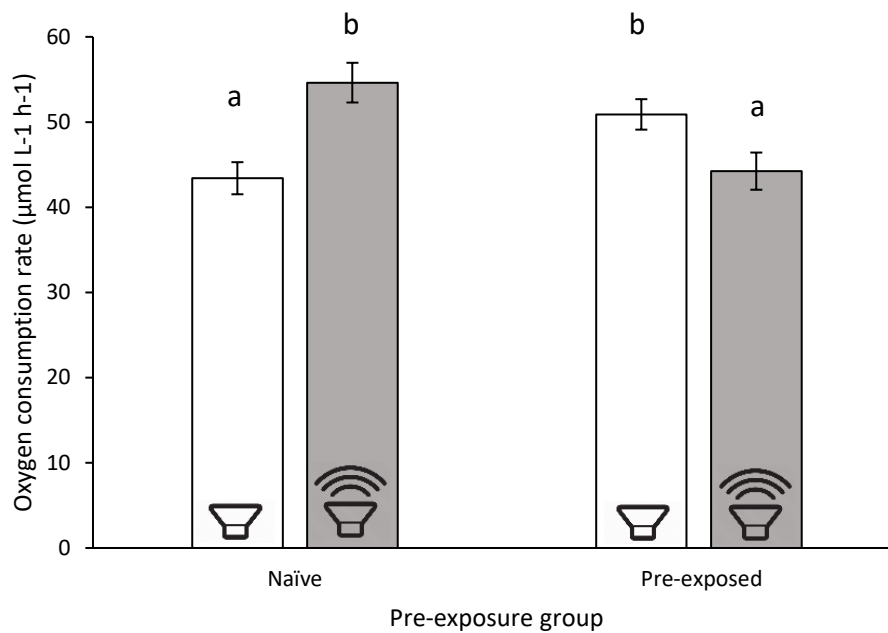 Oxygen consumption rate (µmol L-1 h-1)
60
50
40
30
20
10
0
a
b
b
a
Naïve
Pre-exposed
Pre-exposure group